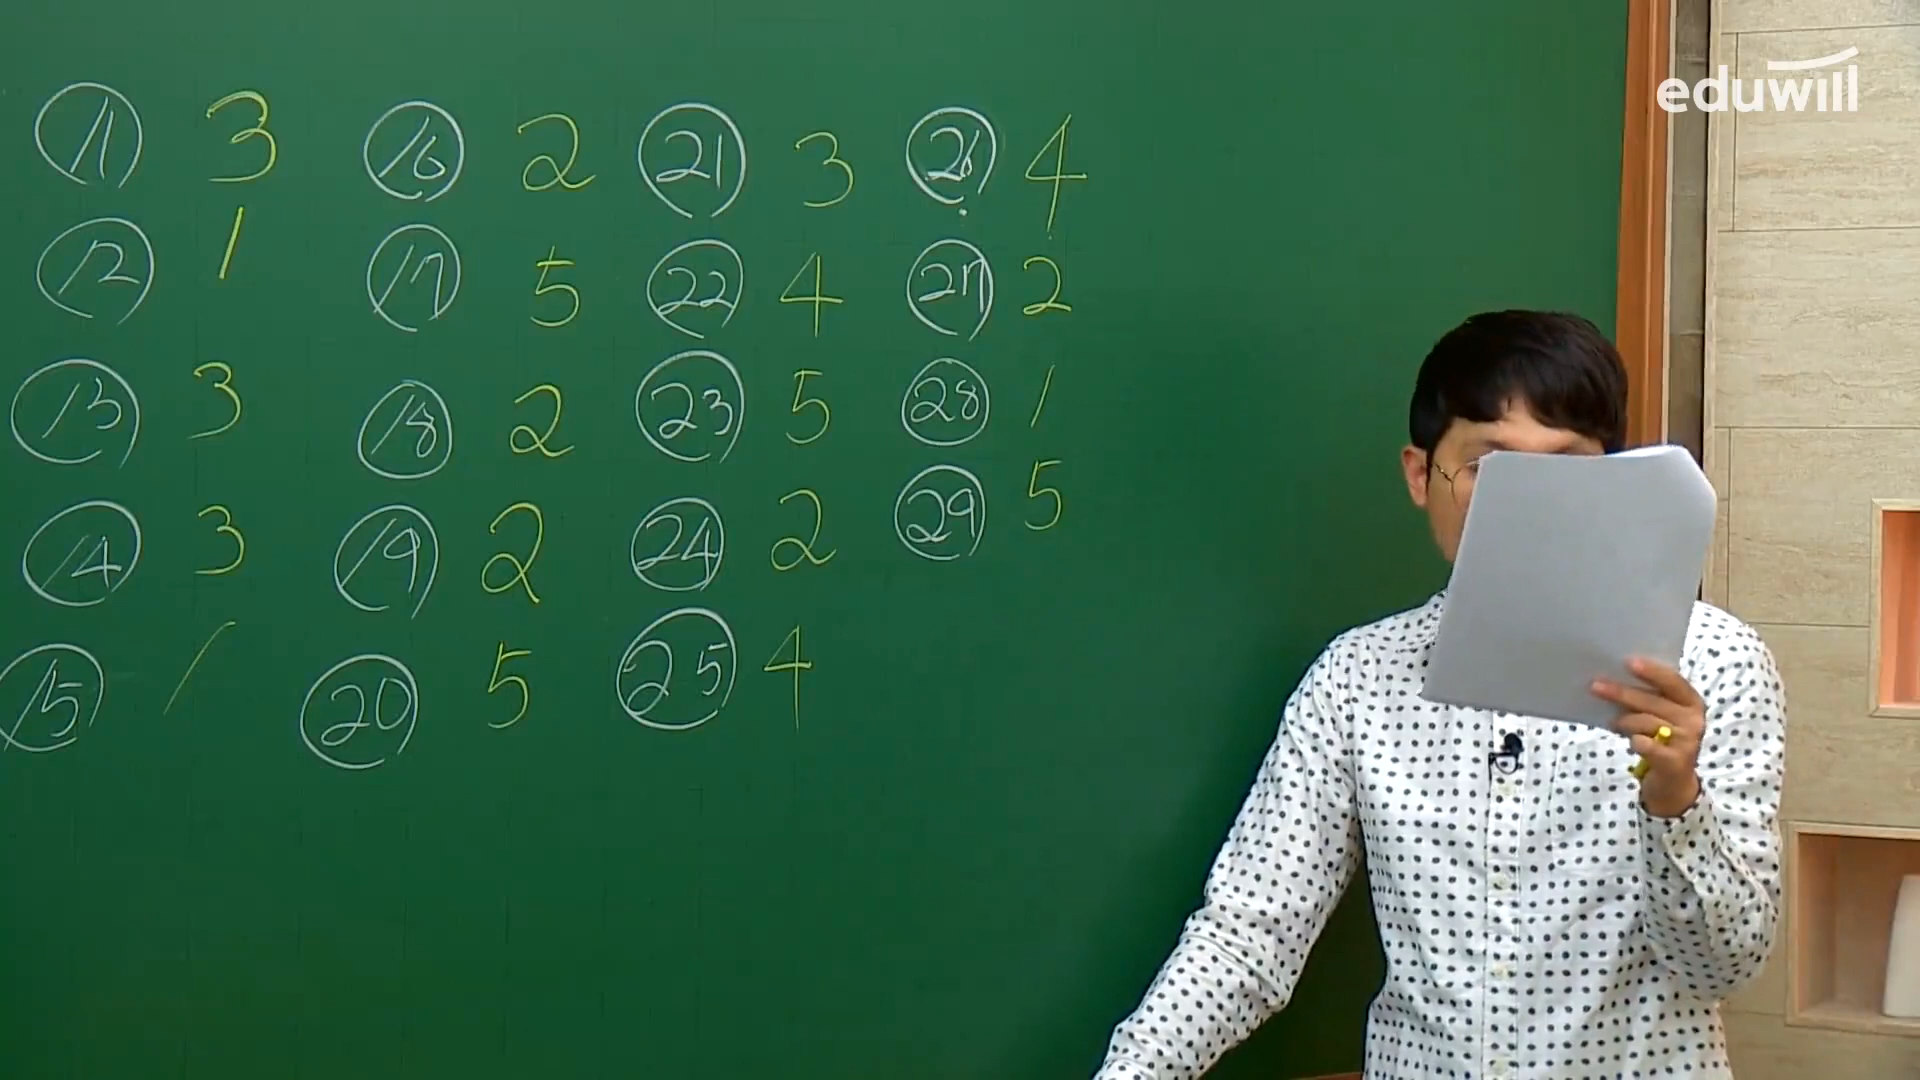 eduwill
⑪ 3 ⑯ 2 ㉑ 3 ㉖ 4
⑫ 1 ⑰ 5 ㉒ 4 ㉗ 2
⑬ 3 ⑱ 2 ㉓ 5 ㉘ 1
⑭ 3 ⑲ 2 ㉔ 2 ㉙ 5
⑮ 1 ⑳ 5 ㉕ 4